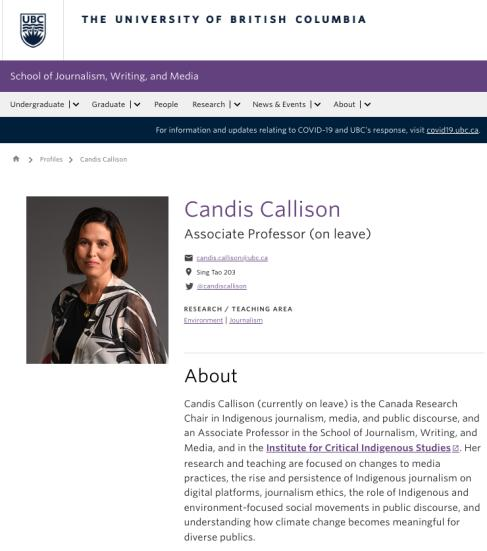 UBC
THE UNIVERSITY OF BRITISH COLUMBIA
School of Journalism, Writing, and Media
Undergraduate Graduate People Research News & Events About
For information and updates relating to COVID-19 and UBC's response, visit covid19.ubc.ca.
Profiles Candis Callison
Candis Callison
Associate Professor (on leave)
candis.callison@ubc.ca
Sing Tao 203
@candiscallison
RESEARCH / TEACHING AREA
Environment | Journalism
About
Candis Callison (currently on leave) is the Canada Research
Chair in Indigenous journalism, media, and public discourse, and
an Associate Professor in the School of Journalism, Writing, and
Media, and in the Institute for Critical Indigenous Studies. Her
research and teaching are focused on changes to media
practices, the rise and persistence of Indigenous journalism on
digital platforms, journalism ethics, the role of Indigenous and
environment-focused social movements in public discourse, and
understanding how climate change becomes meaningful for
diverse publics.